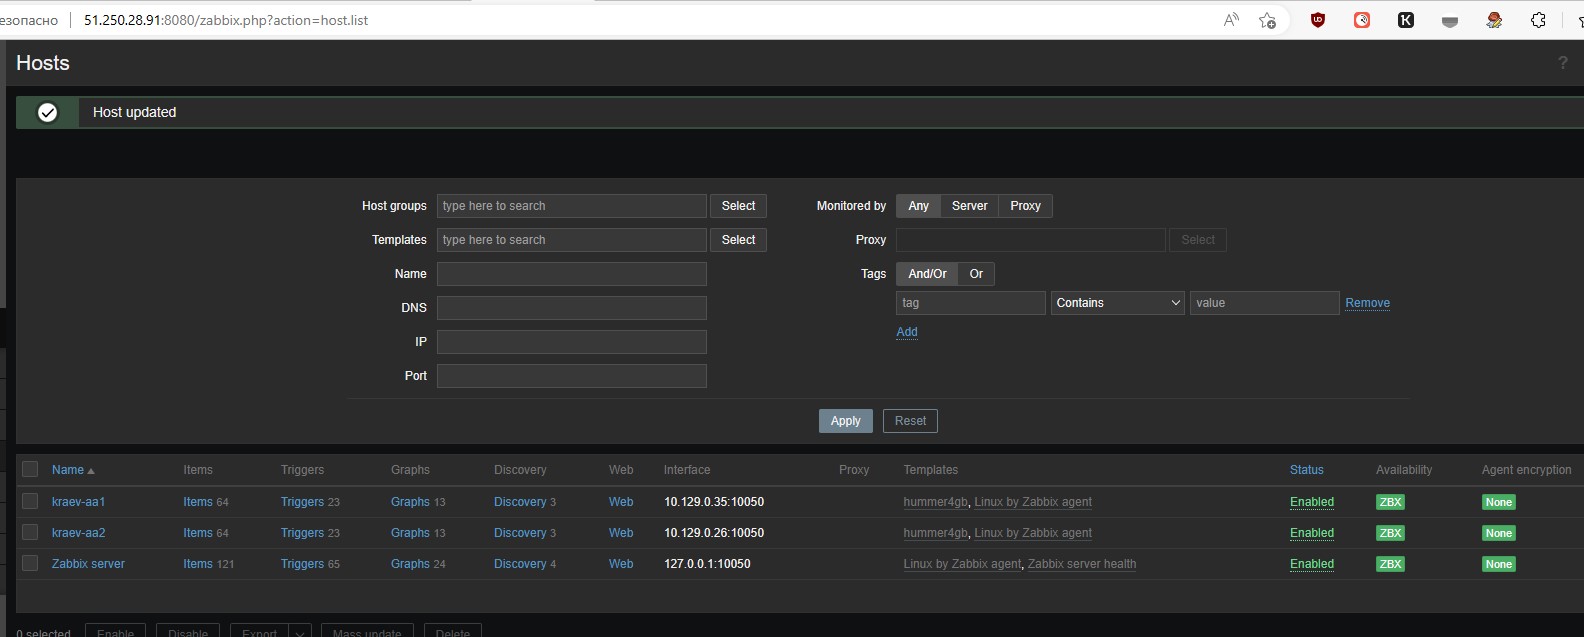 езопасно 51.250.28.91:8080/zabbix.php?action=host.list
Hosts ?
Host updated
Host groups type here to search Select Monitored by Any Server Proxy
Templates type here to search Select Proxy Select
Name Tags And/Or Or
DNS tag Contains value Remove
Add
IP
Port
Apply Reset
Name Items Triggers Graphs Discovery Web Interface Proxy Templates Status Availability Agent encryption
kraev-aa1 Items 64 Triggers 23 Graphs 13 Discovery 3 Web 10.129.0.35:10050 hummer4gb, Linux by Zabbix agent Enabled ZBX None
kraev-aa2 Items 64 Triggers 23 Graphs 13 Discovery 3 Web 10.129.0.26:10050 hummer4gb, Linux by Zabbix agent Enabled ZBX None
Zabbix server Items 121 Triggers 65 Graphs 24 Discovery 4 Web 127.0.0.1:10050 Linux by Zabbix agent, Zabbix server health Enabled ZBX None
0 selected Enable Disable Export Mass update Delete